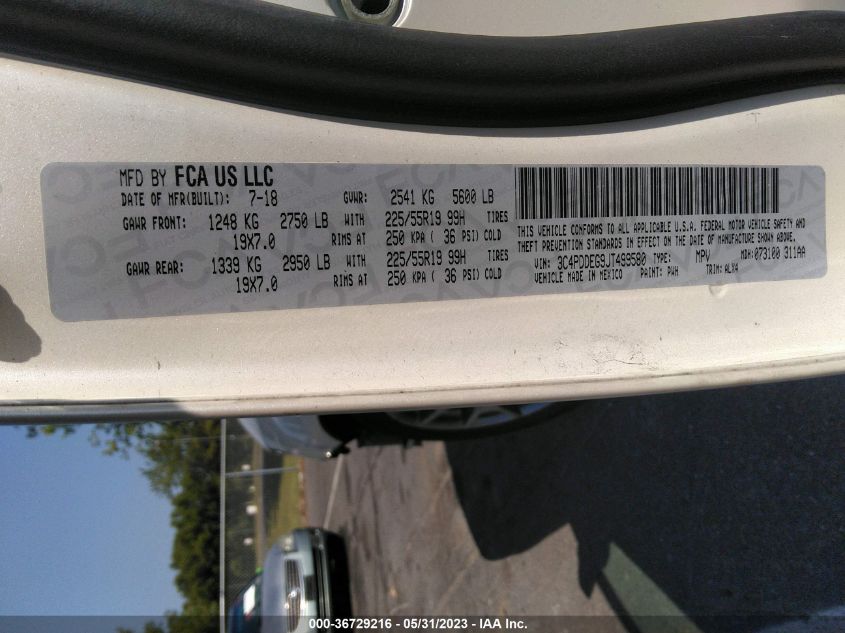 MFD BY FCA US LLC
DATE OF MFR(BUILT): 7-18 GVWR: 2541 KG 5600 LB
GAWR FRONT: 1248 KG 2750 LB WITH 225/55R19 99H TIRES
19X7.0 RIMS AT 250 KPA ( 36 PSI) COLD
GAWR REAR: 1339 KG 2950 LB WITH 225/55R19 99H TIRES
19X7.0 RIMS AT 250 KPA ( 36 PSI) COLD
THIS VEHICLE CONFORMS TO ALL APPLICABLE U.S.A. FEDERAL MOTOR VEHICLE SAFETY AND
THEFT PREVENTION STANDARDS IN EFFECT ON THE DATE OF MANUFACTURE SHOWN ABOVE.
VIN: 3C4PDDEG9JT499580 TYPE: MPV MDH: 073100 311AA
VEHICLE MADE IN MEXICO PAINT: PWH TRIM: ALX9
000-36729216 - 05/31/2023 - IAA Inc.